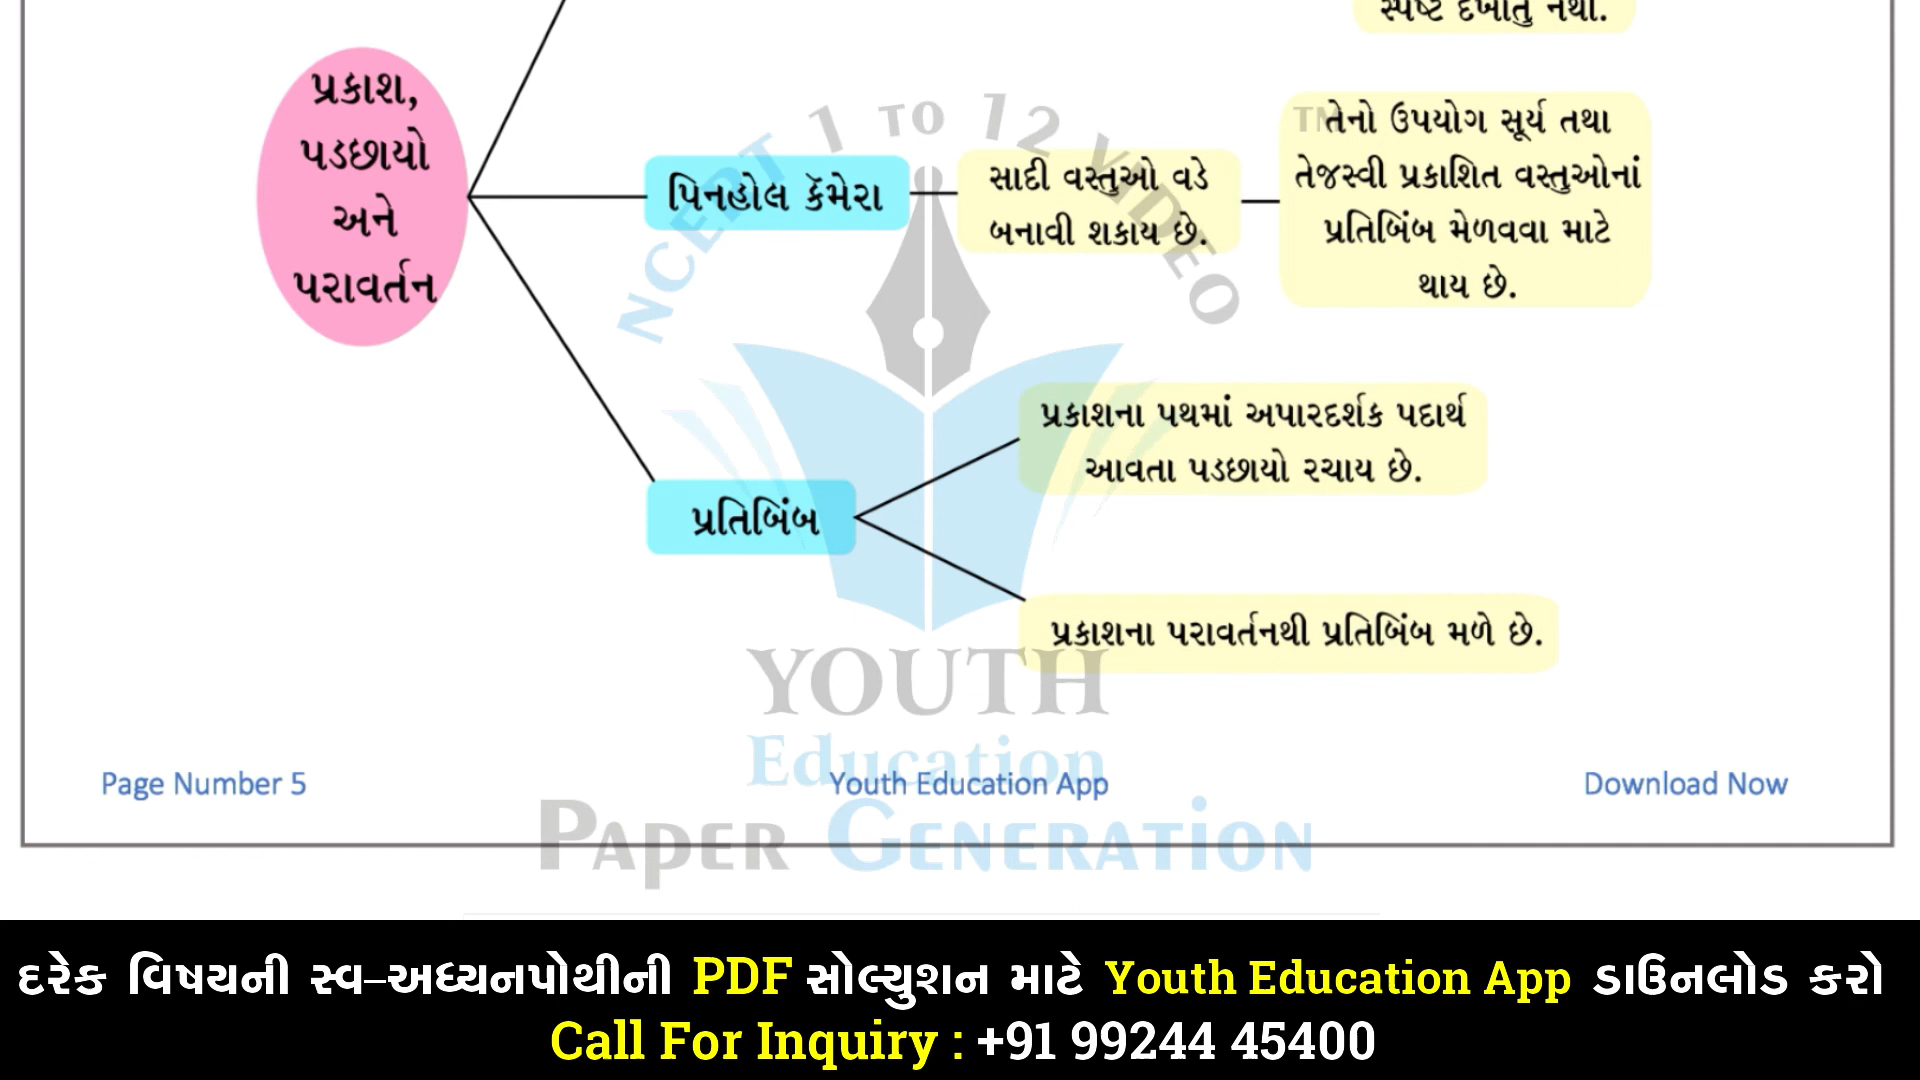 સ્પષ્ટ દેખાતુ નથી.
પ્રકાશ,
પડછાયો
અને
પરાવર્તન
પિનહોલ કૅમેરા
સાદી વસ્તુઓ વડે
બનાવી શકાય છે.
તેનો ઉપયોગ સૂર્ય તથા
તેજસ્વી પ્રકાશિત વસ્તુઓનાં
પ્રતિબિંબ મેળવવા માટે
થાય છે.
પ્રતિબિંબ
પ્રકાશના પથમાં અપારદર્શક પદાર્થ
આવતા પડછાયો રચાય છે.
પ્રકાશના પરાવર્તનથી પ્રતિબિંબ મળે છે.
NCERT 1 TO 12 VIDEO
TM
YOUTH
Education
PAPER GENERATION
Page Number 5
Youth Education App
Download Now
દરેક વિષયની સ્વ–અધ્યનપોથીની PDF સોલ્યુશન માટે Youth Education App ડાઉનલોડ કરો
Call For Inquiry : +91 99244 45400